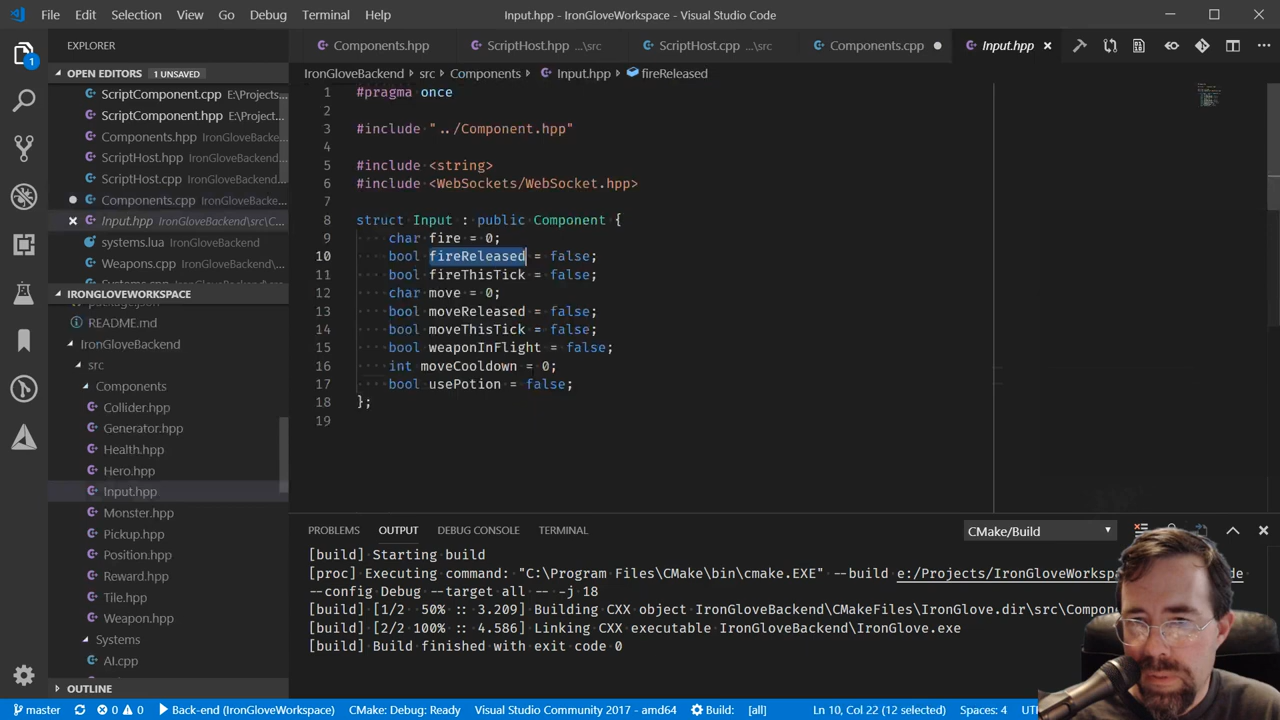 File Edit Selection View Go Debug Terminal Help Input.hpp - IronGloveWorkspace - Visual Studio Code
EXPLORER
Components.hpp ScriptHost.hpp ...\src ScriptHost.cpp ...\src Components.cpp Input.hpp
OPEN EDITORS 1 UNSAVED
ScriptComponent.cpp E:\Projects...
ScriptComponent.hpp E:\Project...
Components.hpp IronGloveBackend...
ScriptHost.hpp IronGloveBackend\...
ScriptHost.cpp IronGloveBackend...
Components.cpp IronGloveBackend...
Input.hpp IronGloveBackend\src\C...
systems.lua IronGloveBackend
Weapons.cpp IronGloveBackend...
IRONGLOVEWORKSPACE
README.md
IronGloveBackend
src
Components
Collider.hpp
Generator.hpp
Health.hpp
Hero.hpp
Input.hpp
Monster.hpp
Pickup.hpp
Position.hpp
Reward.hpp
Tile.hpp
Weapon.hpp
Systems
AI.cpp
OUTLINE
IronGloveBackend > src > Components > Input.hpp > fireReleased
1 #pragma once
2
3 #include "../Component.hpp"
4
5 #include <string>
6 #include <WebSockets/WebSocket.hpp>
7
8 struct Input : public Component {
9 char fire = 0;
10 bool fireReleased = false;
11 bool fireThisTick = false;
12 char move = 0;
13 bool moveReleased = false;
14 bool moveThisTick = false;
15 bool weaponInFlight = false;
16 int moveCooldown = 0;
17 bool usePotion = false;
18 };
19
PROBLEMS OUTPUT DEBUG CONSOLE TERMINAL CMake/Build
[build] Starting build
[proc] Executing command: "C:\Program Files\CMake\bin\cmake.EXE" --build e:/Projects/IronGloveWorksp
--config Debug --target all -- -j 18
[build] [1/2 50% :: 3.209] Building CXX object IronGloveBackend\CMakeFiles\IronGlove.dir\src\Compon
[build] [2/2 100% :: 4.586] Linking CXX executable IronGloveBackend\IronGlove.exe
[build] Build finished with exit code 0
master 0 0 Back-end (IronGloveWorkspace) CMake: Debug: Ready Visual Studio Community 2017 - amd64 Build: [all] Ln 10, Col 22 (12 selected) Spaces: 4